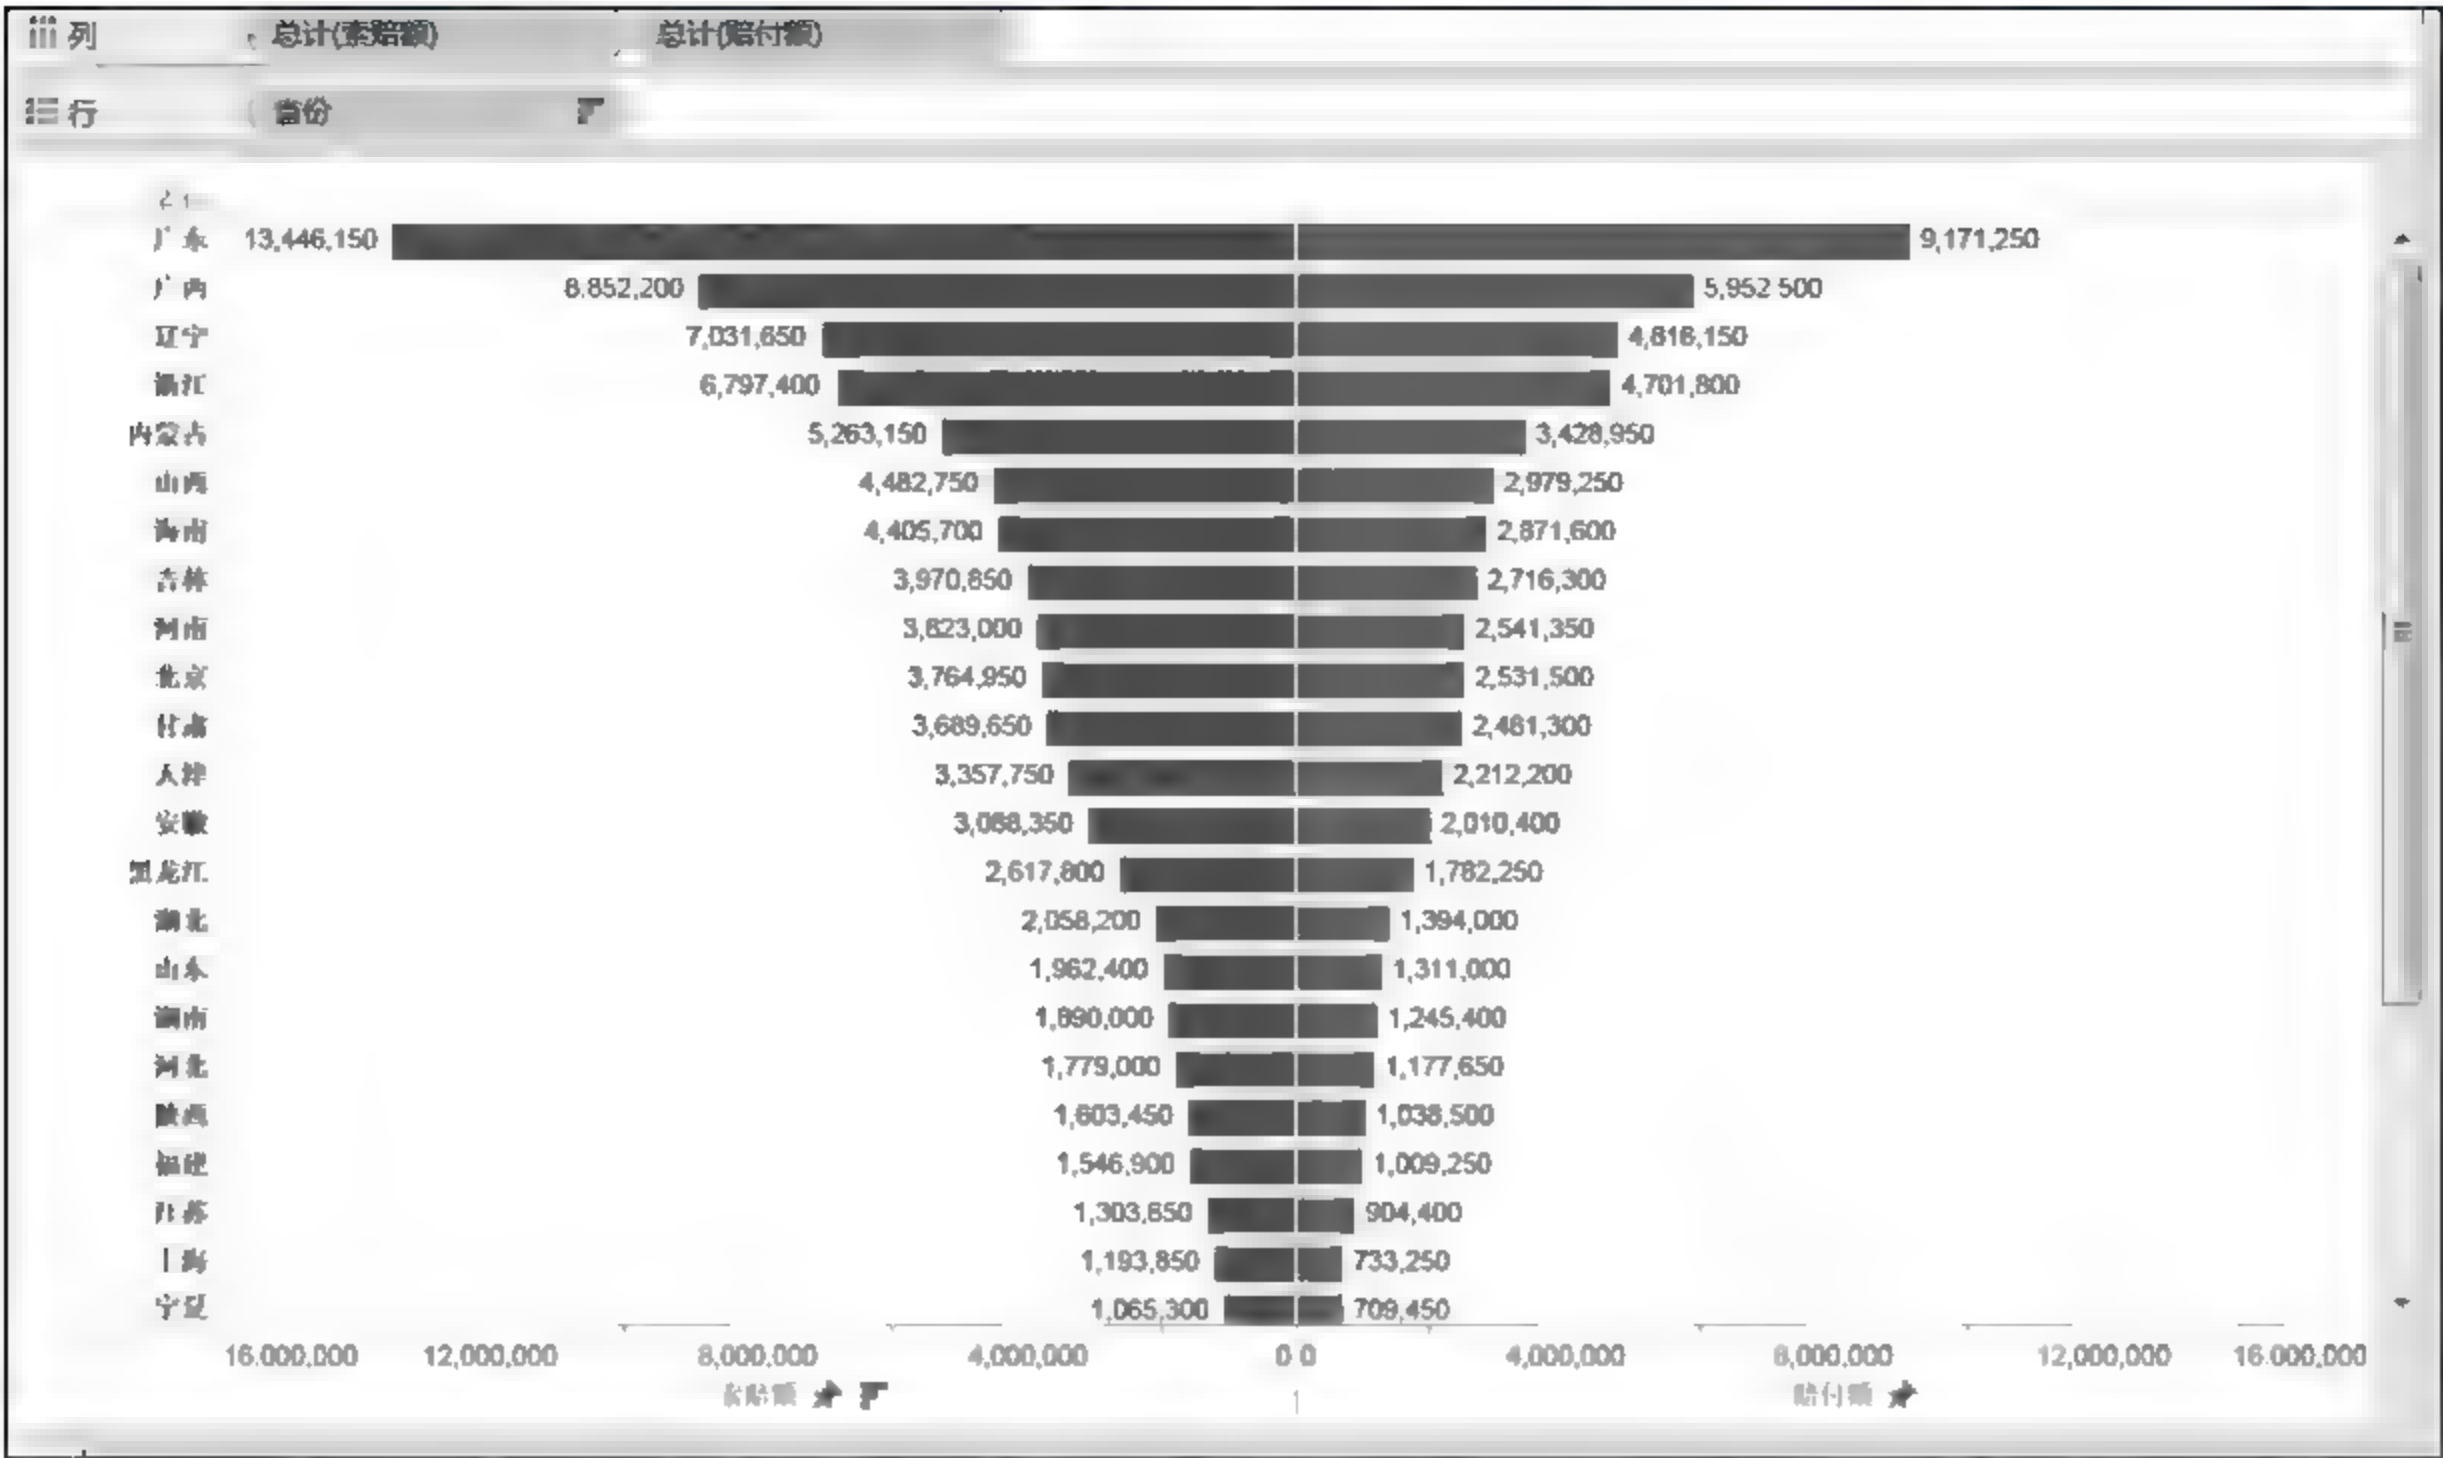 列 总计(索赔额) 总计(赔付额)
行 省份
广东 13,446,150 9,171,250
广西 8,852,200 5,952,500
辽宁 7,031,650 4,816,150
浙江 6,797,400 4,701,800
内蒙古 5,263,150 3,428,950
山西 4,482,750 2,979,250
海南 4,405,700 2,871,600
吉林 3,970,850 2,716,300
河南 3,823,000 2,541,350
北京 3,764,950 2,531,500
甘肃 3,689,650 2,481,300
天津 3,357,750 2,212,200
安徽 3,088,350 2,010,400
黑龙江 2,617,800 1,782,250
湖北 2,058,200 1,394,000
山东 1,962,400 1,311,000
湖南 1,890,000 1,245,400
河北 1,779,000 1,177,650
陕西 1,603,450 1,038,500
福建 1,546,900 1,009,250
江苏 1,303,850 904,400
上海 1,193,850 733,250
宁夏 1,065,300 709,450
16,000,000 12,000,000 8,000,000 4,000,000 0 0 4,000,000 8,000,000 12,000,000 16,000,000
索赔额 赔付额